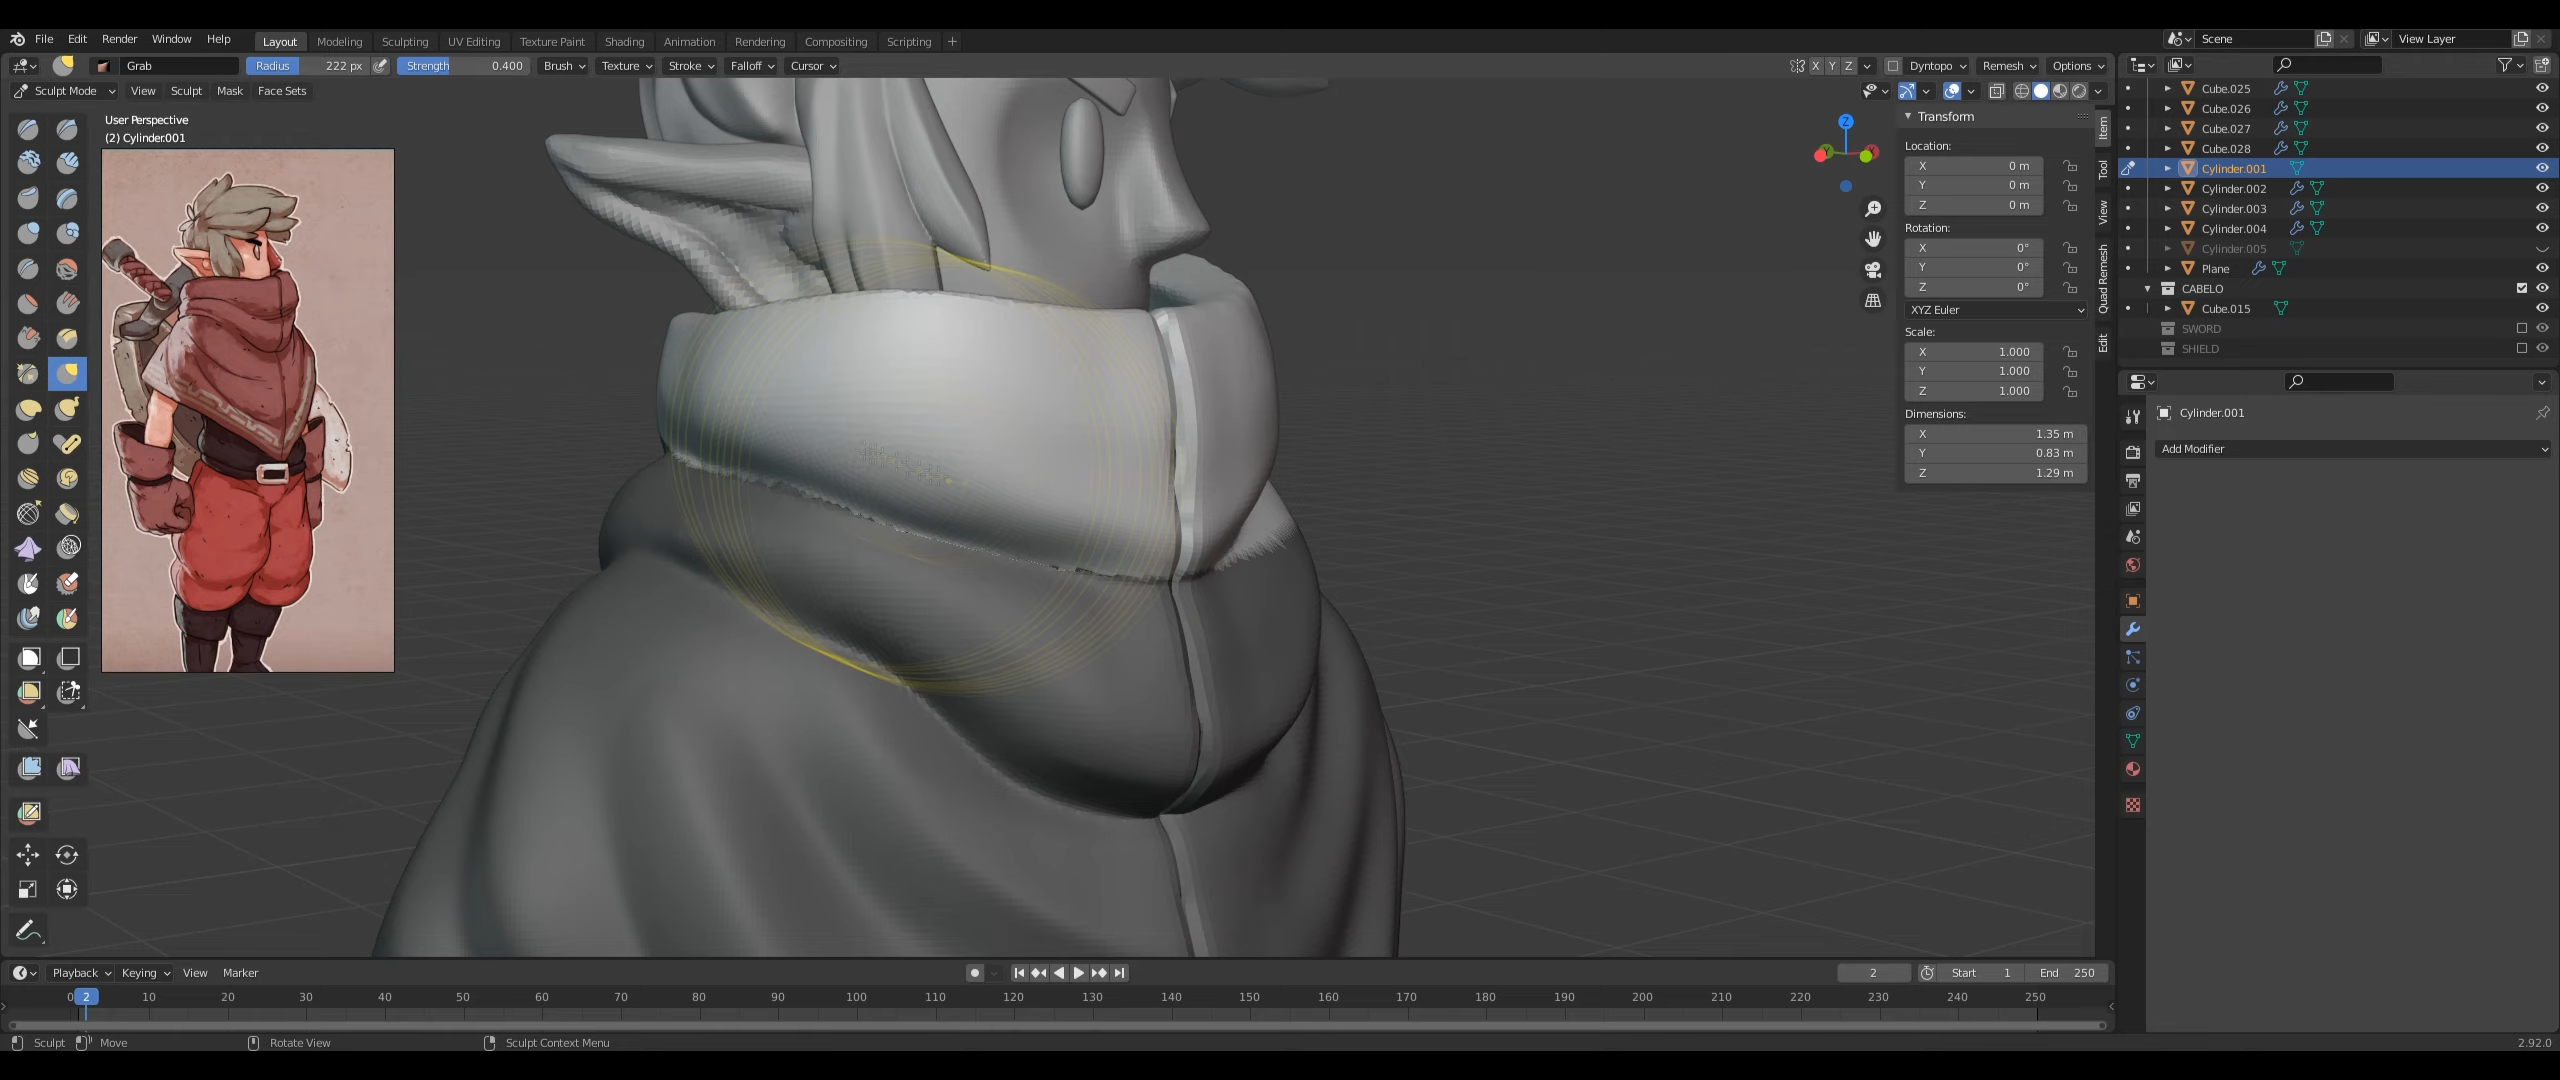 File Edit Render Window Help Layout Modeling Sculpting UV Editing Texture Paint Shading Animation Rendering Compositing Scripting + Scene View Layer
Grab Radius 222 px Strength 0.400 Brush Texture Stroke Falloff Cursor X Y Z Dyntopo Remesh Options
Sculpt Mode View Sculpt Mask Face Sets
User Perspective
(2) Cylinder.001
Z
Y
Transform
Location:
X 0 m
Y 0 m
Z 0 m
Rotation:
X 0°
Y 0°
Z 0°
XYZ Euler
Scale:
X 1.000
Y 1.000
Z 1.000
Dimensions:
X 1.35 m
Y 0.83 m
Z 1.29 m
Item
Tool
View
Quad Remesh
Edit
Cube.025
Cube.026
Cube.027
Cube.028
Cylinder.001
Cylinder.002
Cylinder.003
Cylinder.004
Cylinder.005
Plane
CABELO
Cube.015
SWORD
SHIELD
Cylinder.001
Add Modifier
Playback Keying View Marker 2 Start 1 End 250
0 2 10 20 30 40 50 60 70 80 90 100 110 120 130 140 150 160 170 180 190 200 210 220 230 240 250
Sculpt Move Rotate View Sculpt Context Menu 2.92.0